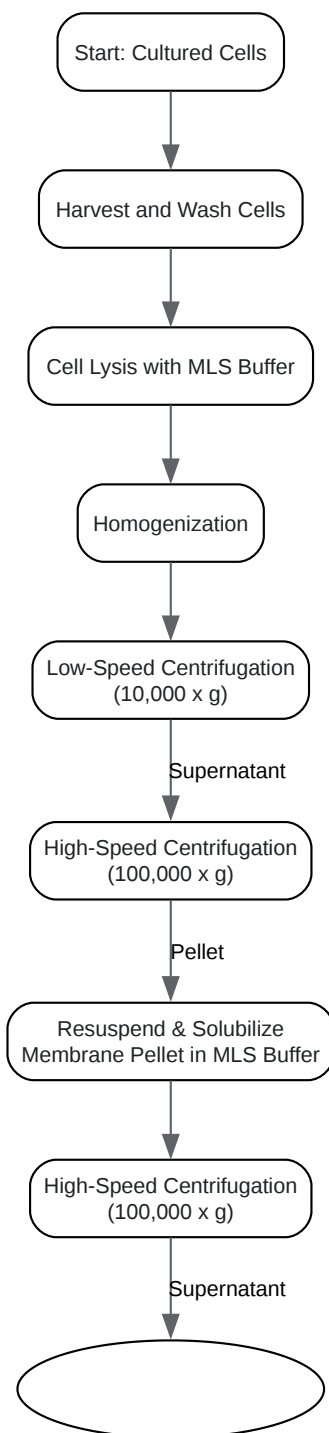 Start: Cultured Cells
Harvest and Wash Cells
Cell Lysis with MLS Buffer
Homogenization
Low-Speed Centrifugation
(10,000 x g)
Supernatant
High-Speed Centrifugation
(100,000 x g)
Pellet
Resuspend & Solubilize
Membrane Pellet in MLS Buffer
High-Speed Centrifugation
(100,000 x g)
Supernatant